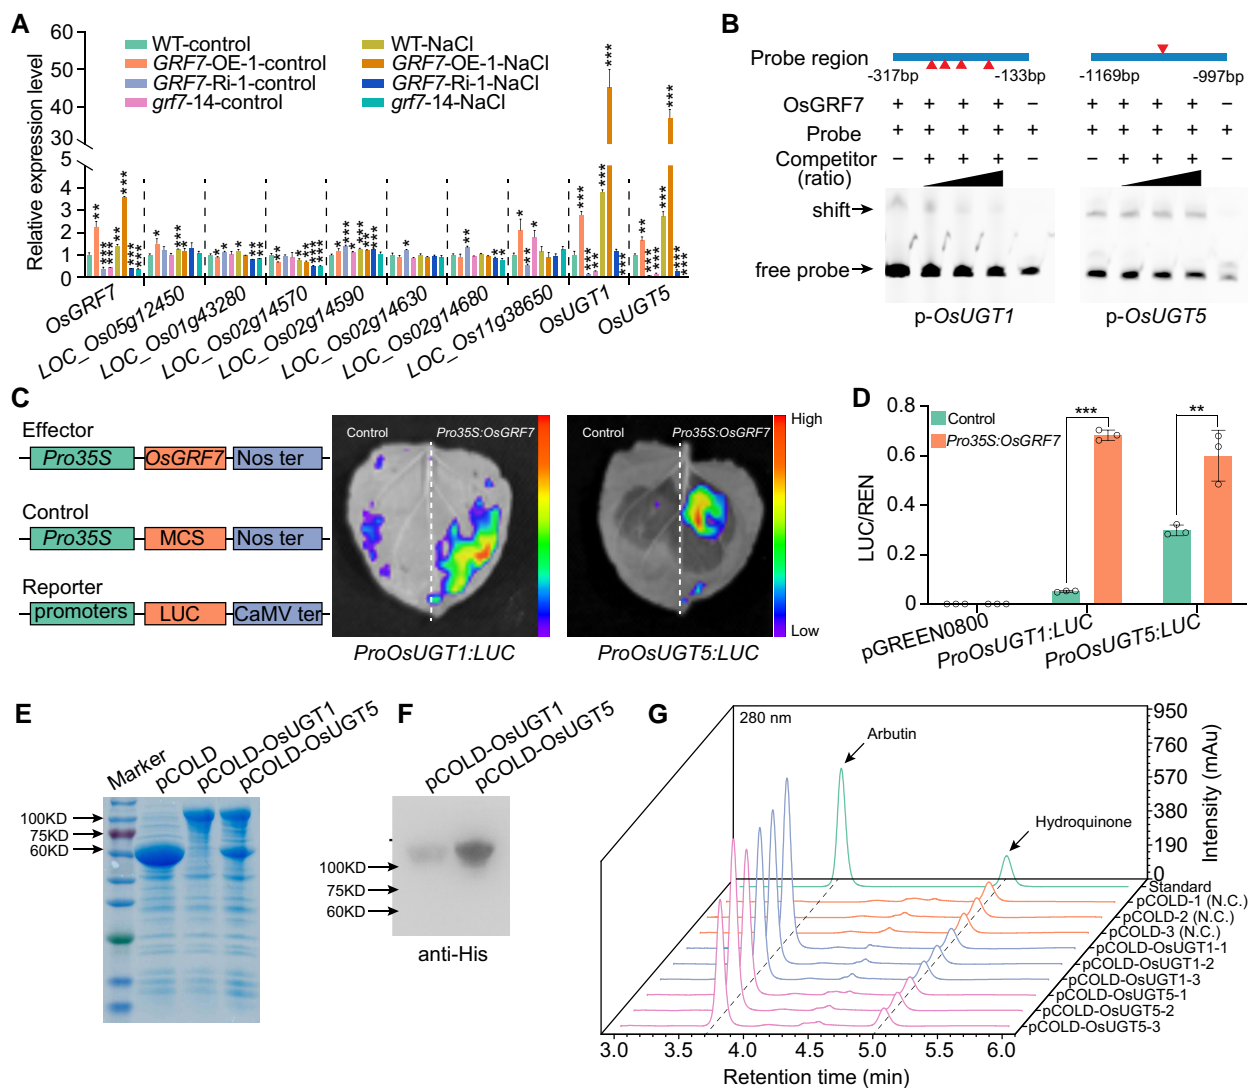 A
Relative expression level
60
50
40
30
5
4
3
2
1
0
WT-control
GRF7-OE-1-control
GRF7-Ri-1-control
grf7-14-control
WT-NaCl
GRF7-OE-1-NaCl
GRF7-Ri-1-NaCl
grf7-14-NaCl
OsGRF7
LOC_Os05g12450
LOC_Os01g43280
LOC_Os02g14570
LOC_Os02g14590
LOC_Os02g14630
LOC_Os02g14680
LOC_Os11g38650
OsUGT1
OsUGT5
B
Probe region
-317bp -133bp
-1169bp -997bp
OsGRF7 + + + + − + + + + −
Probe + + + + + + + + + +
Competitor − + + + − + + +
(ratio)
shift
free probe
p-OsUGT1
p-OsUGT5
C
Effector
Pro35S OsGRF7 Nos ter
Control
Pro35S MCS Nos ter
Reporter
promoters LUC CaMV ter
Control Pro35S:OsGRF7
ProOsUGT1:LUC
Control Pro35S:OsGRF7
ProOsUGT5:LUC
High
Low
D
LUC/REN
0.8
0.6
0.4
0.2
0
Control
Pro35S:OsGRF7
***
**
pGREEN0800
ProOsUGT1:LUC
ProOsUGT5:LUC
E
Marker
pCOLD
pCOLD-OsUGT1
pCOLD-OsUGT5
100KD
75KD
60KD
F
pCOLD-OsUGT1
pCOLD-OsUGT5
100KD
75KD
60KD
anti-His
G
280 nm
Arbutin
Hydroquinone
950
760
570
380
190
0
Intensity (mAu)
Standard
pCOLD-1 (N.C.)
pCOLD-2 (N.C.)
pCOLD-3 (N.C.)
pCOLD-OsUGT1-1
pCOLD-OsUGT1-2
pCOLD-OsUGT1-3
pCOLD-OsUGT5-1
pCOLD-OsUGT5-2
pCOLD-OsUGT5-3
3.0 3.5 4.0 4.5 5.0 5.5 6.0
Retention time (min)